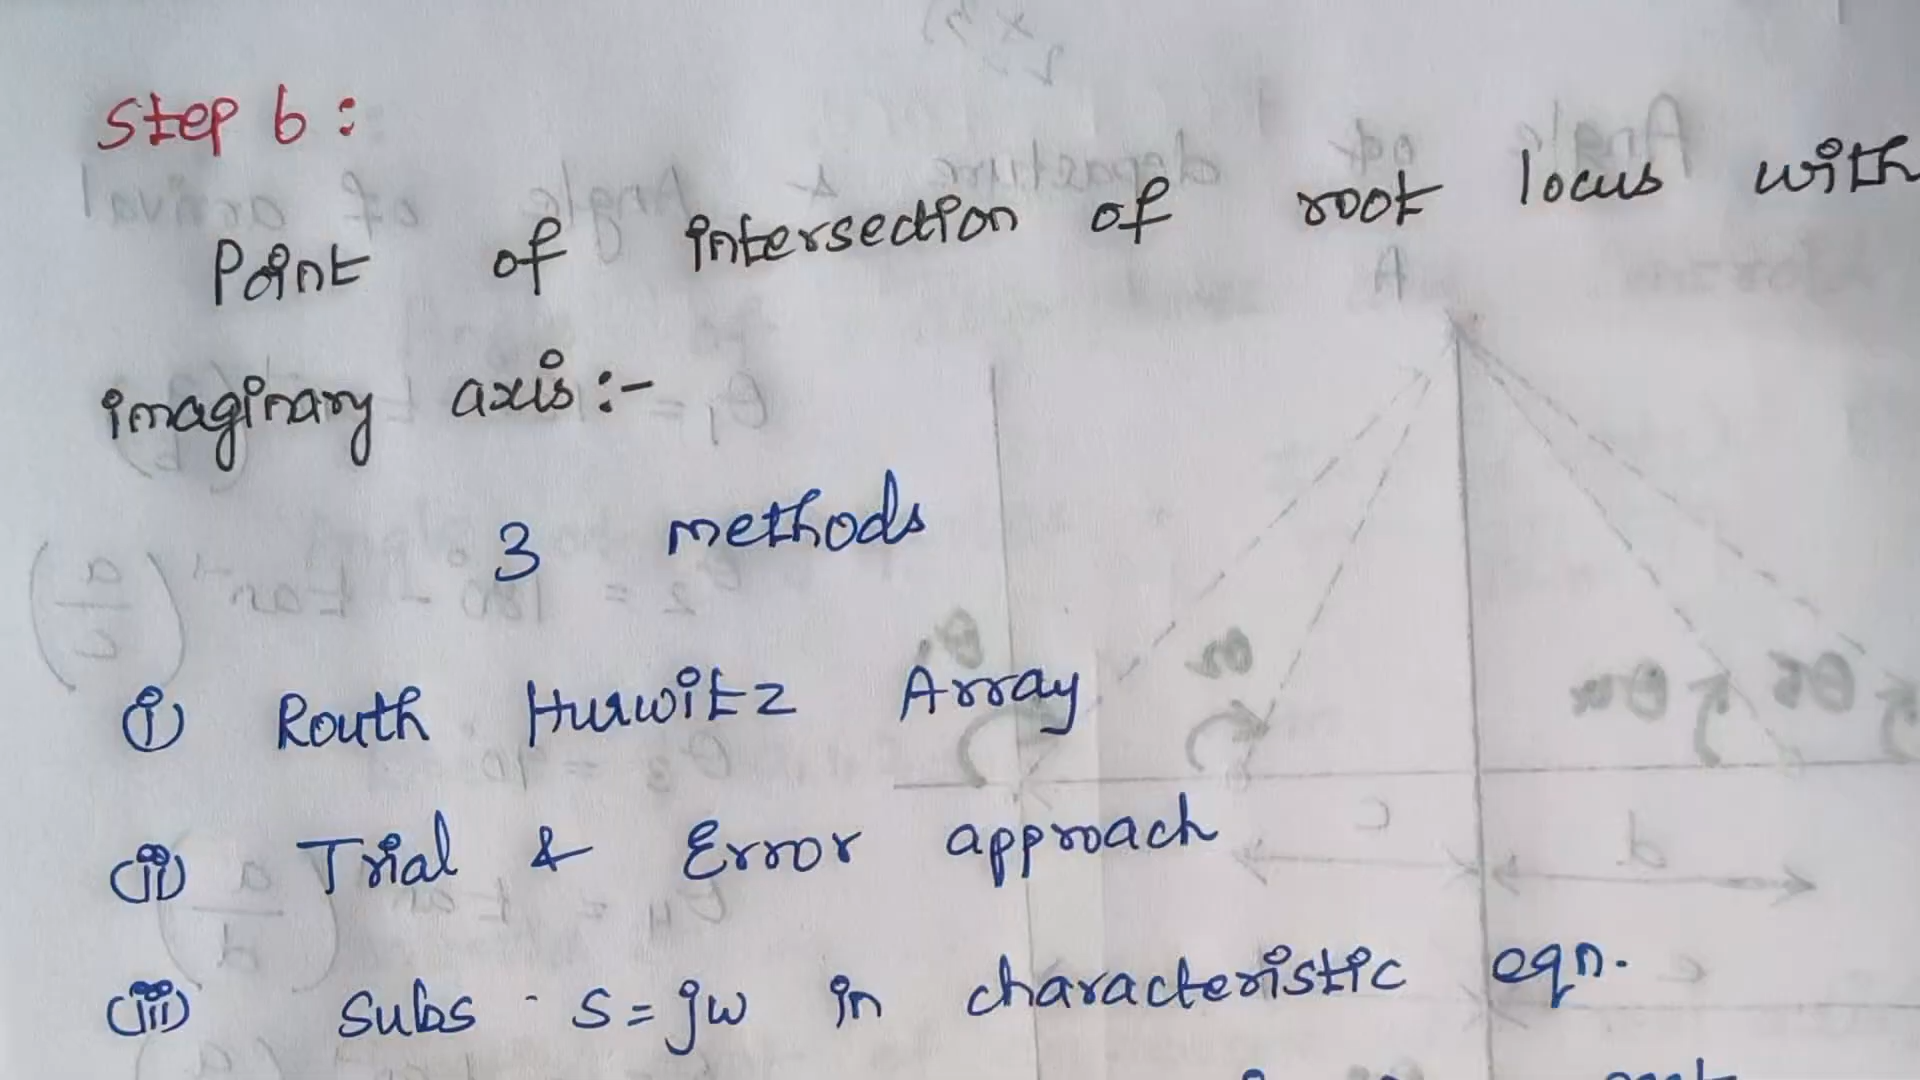 Step 6:
Point of intersection of root locus with
imaginary axis:-
3 methods
(i) Routh Hurwitz Array
(ii) Trial & Error approach
(iii) Subs. s = jw in characteristic eqn.